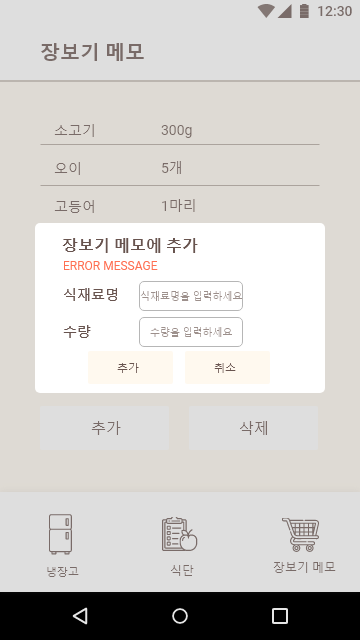 12:30
장보기 메모
소고기 300g
오이 5개
고등어 1마리
장보기 메모에 추가
ERROR MESSAGE
식재료명 식재료명을 입력하세요
수량 수량을 입력하세요
추가 취소
추가 삭제
냉장고 식단 장보기 메모